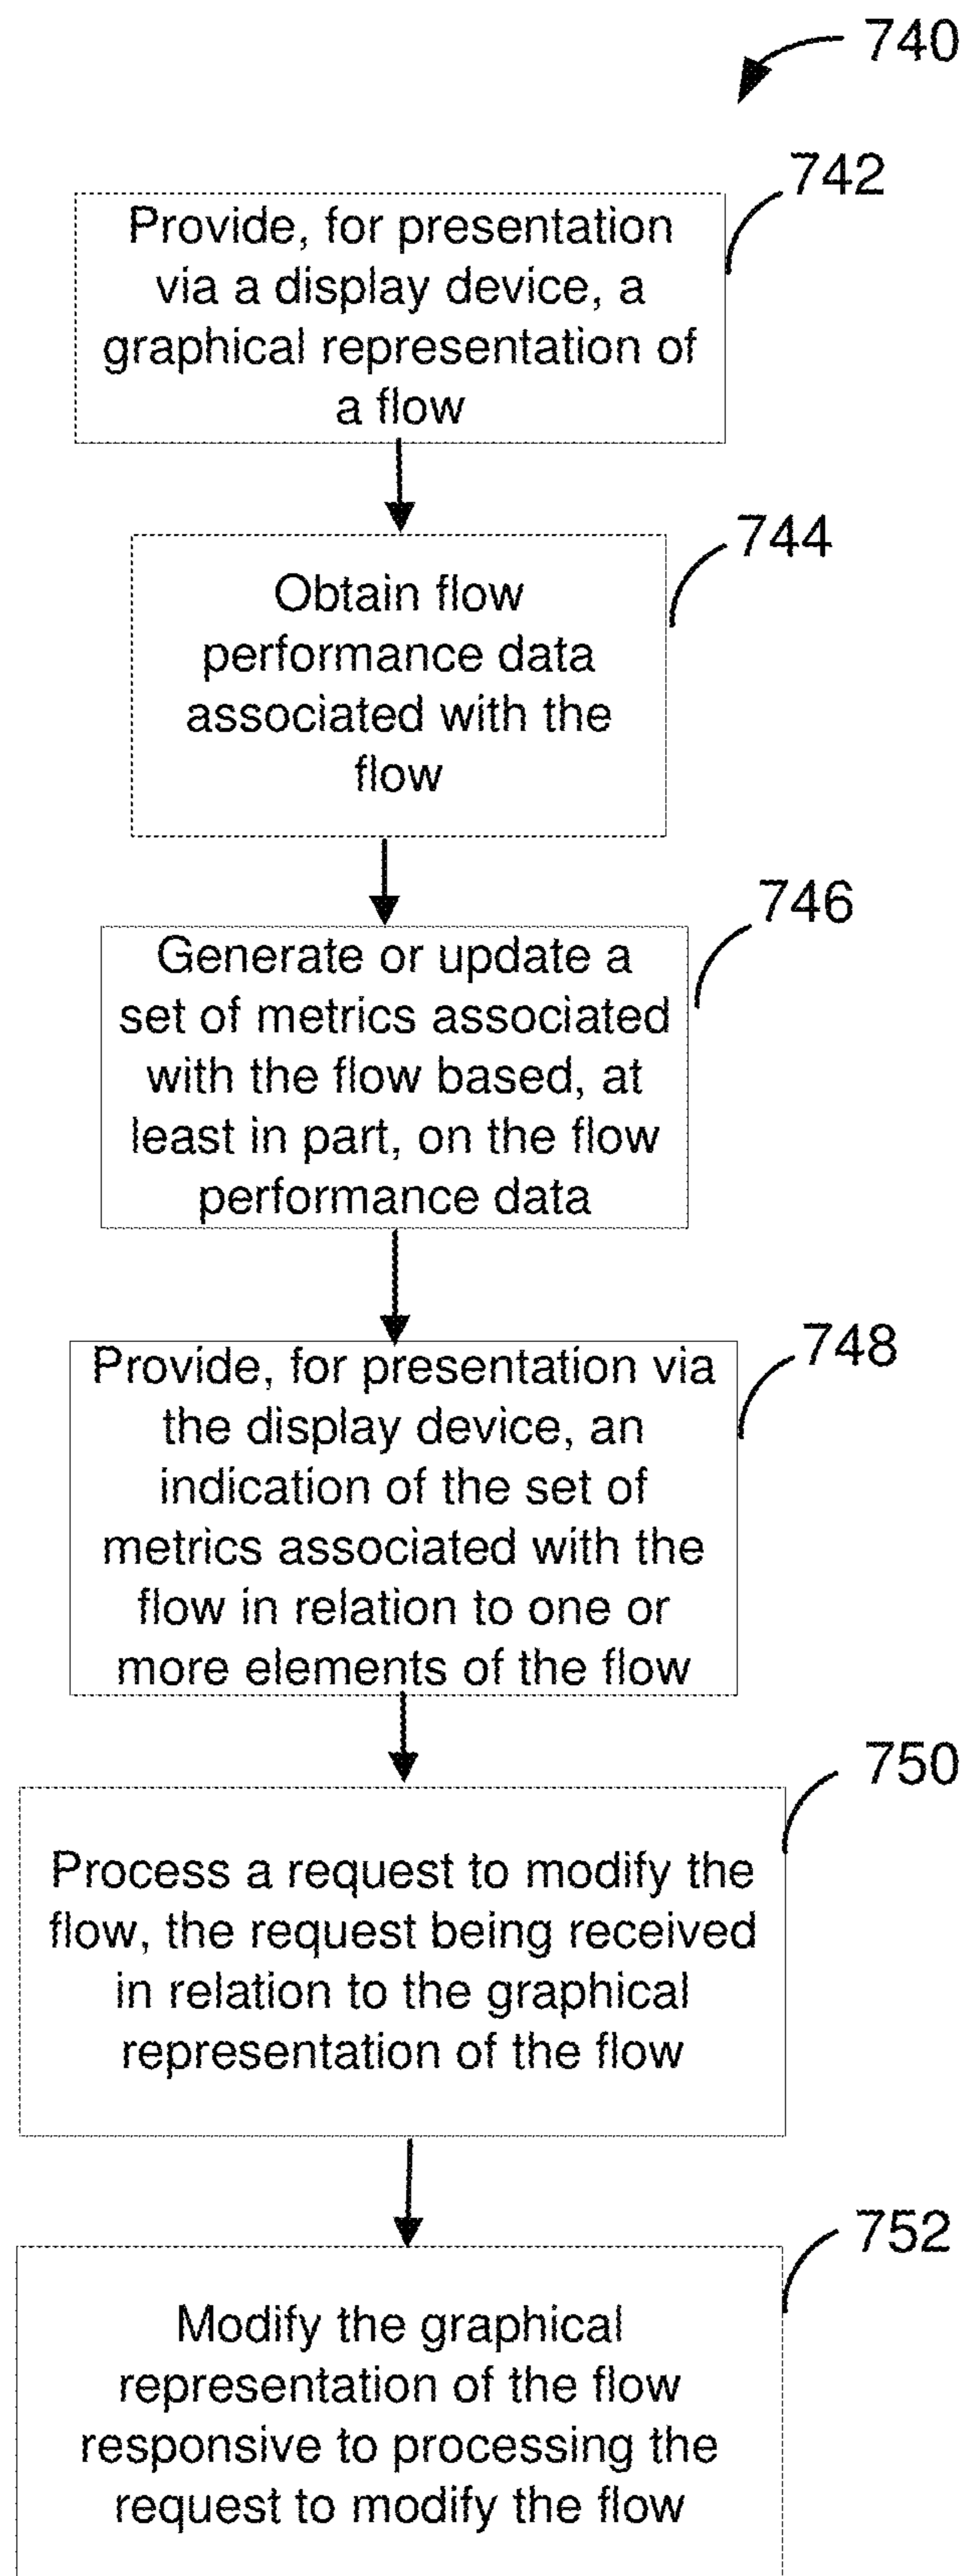 740
742
Provide, for presentation
via a display device, a
graphical representation of
a flow
744
Obtain flow
performance data
associated with the
flow
746
Generate or update a
set of metrics associated
with the flow based, at
least in part, on the flow
performance data
748
Provide, for presentation via
the display device, an
indication of the set of
metrics associated with the
flow in relation to one or
more elements of the flow
750
Process a request to modify the
flow, the request being received
in relation to the graphical
representation of the flow
752
Modify the graphical
representation of the flow
responsive to processing the
request to modify the flow